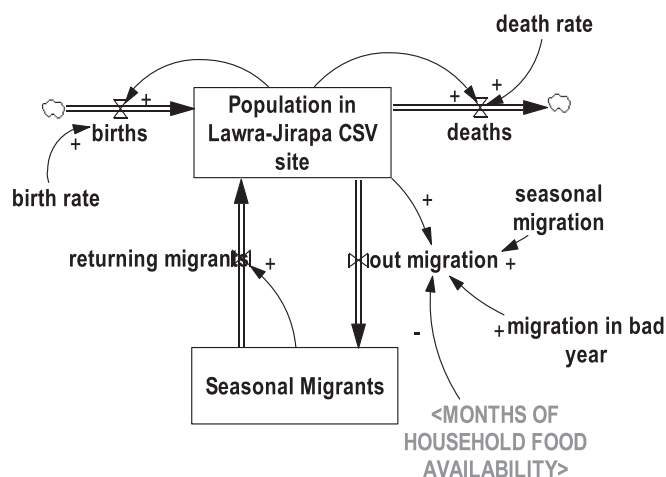 death rate
+
+
+
+
births
Population in
Lawra-Jirapa CSV
site
deaths
+
birth rate
+
seasonal
migration
returning migrants
+
out migration
+
+
migration in bad
year
-
Seasonal Migrants
<MONTHS OF
HOUSEHOLD FOOD
AVAILABILITY>